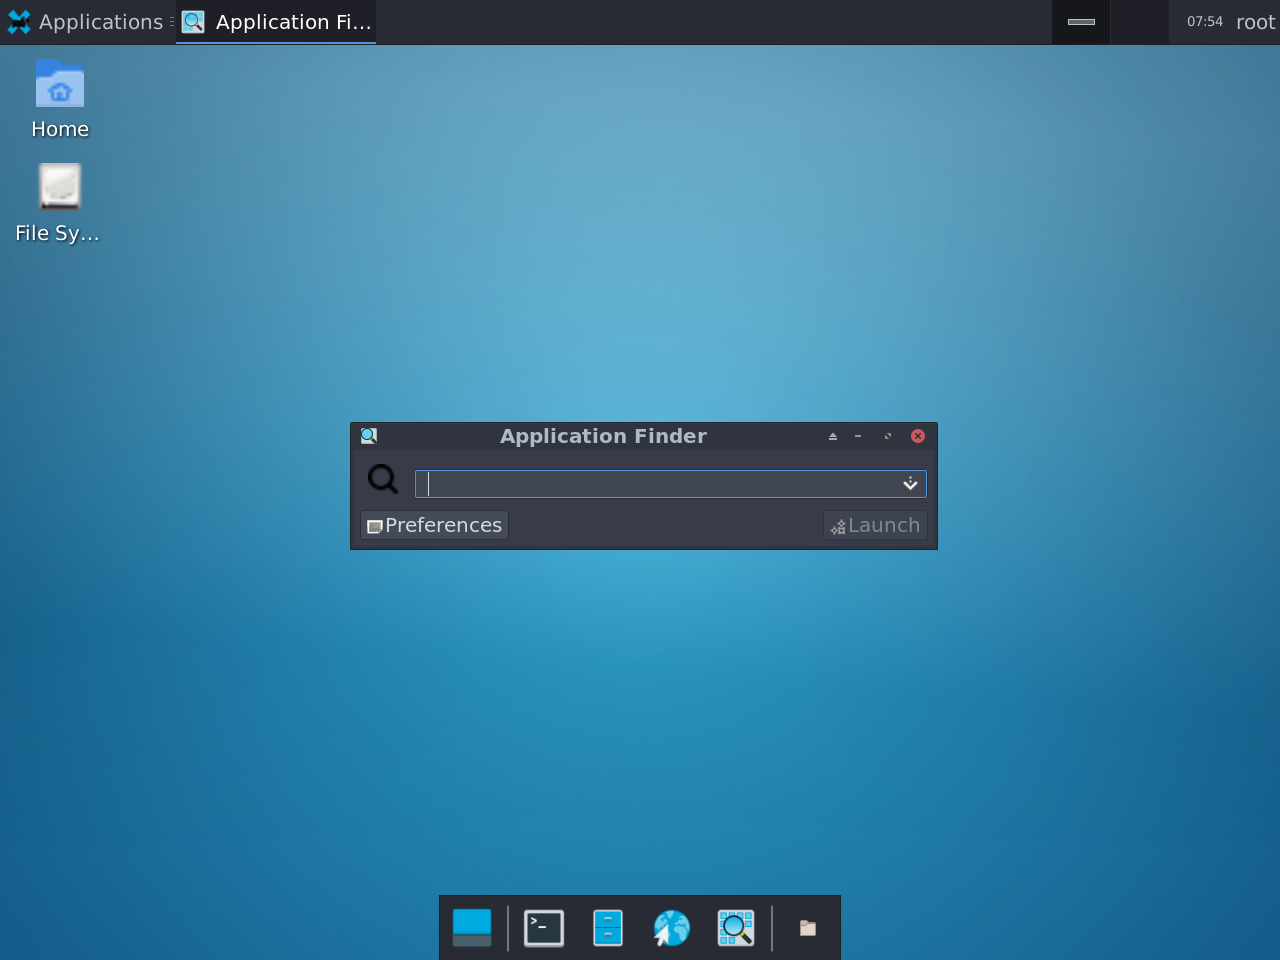 Applications
Application Fi...
07:54
root
Home
File Sy...
Application Finder
Preferences
Launch